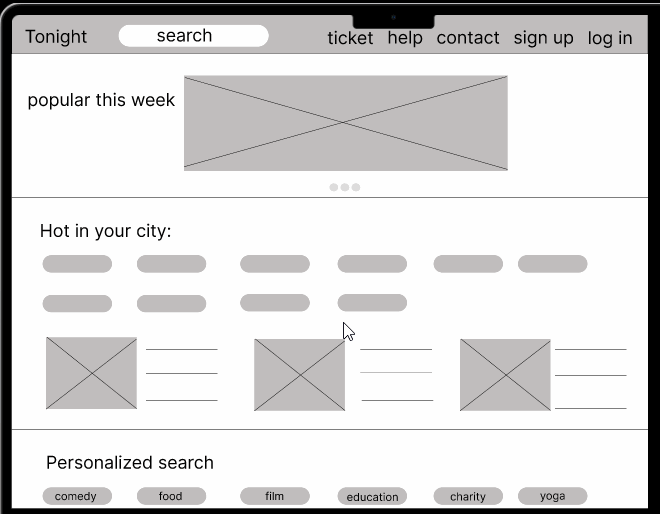 Tonight search ticket help contact sign up log in
popular this week
Hot in your city:
Personalized search
comedy food film education charity yoga